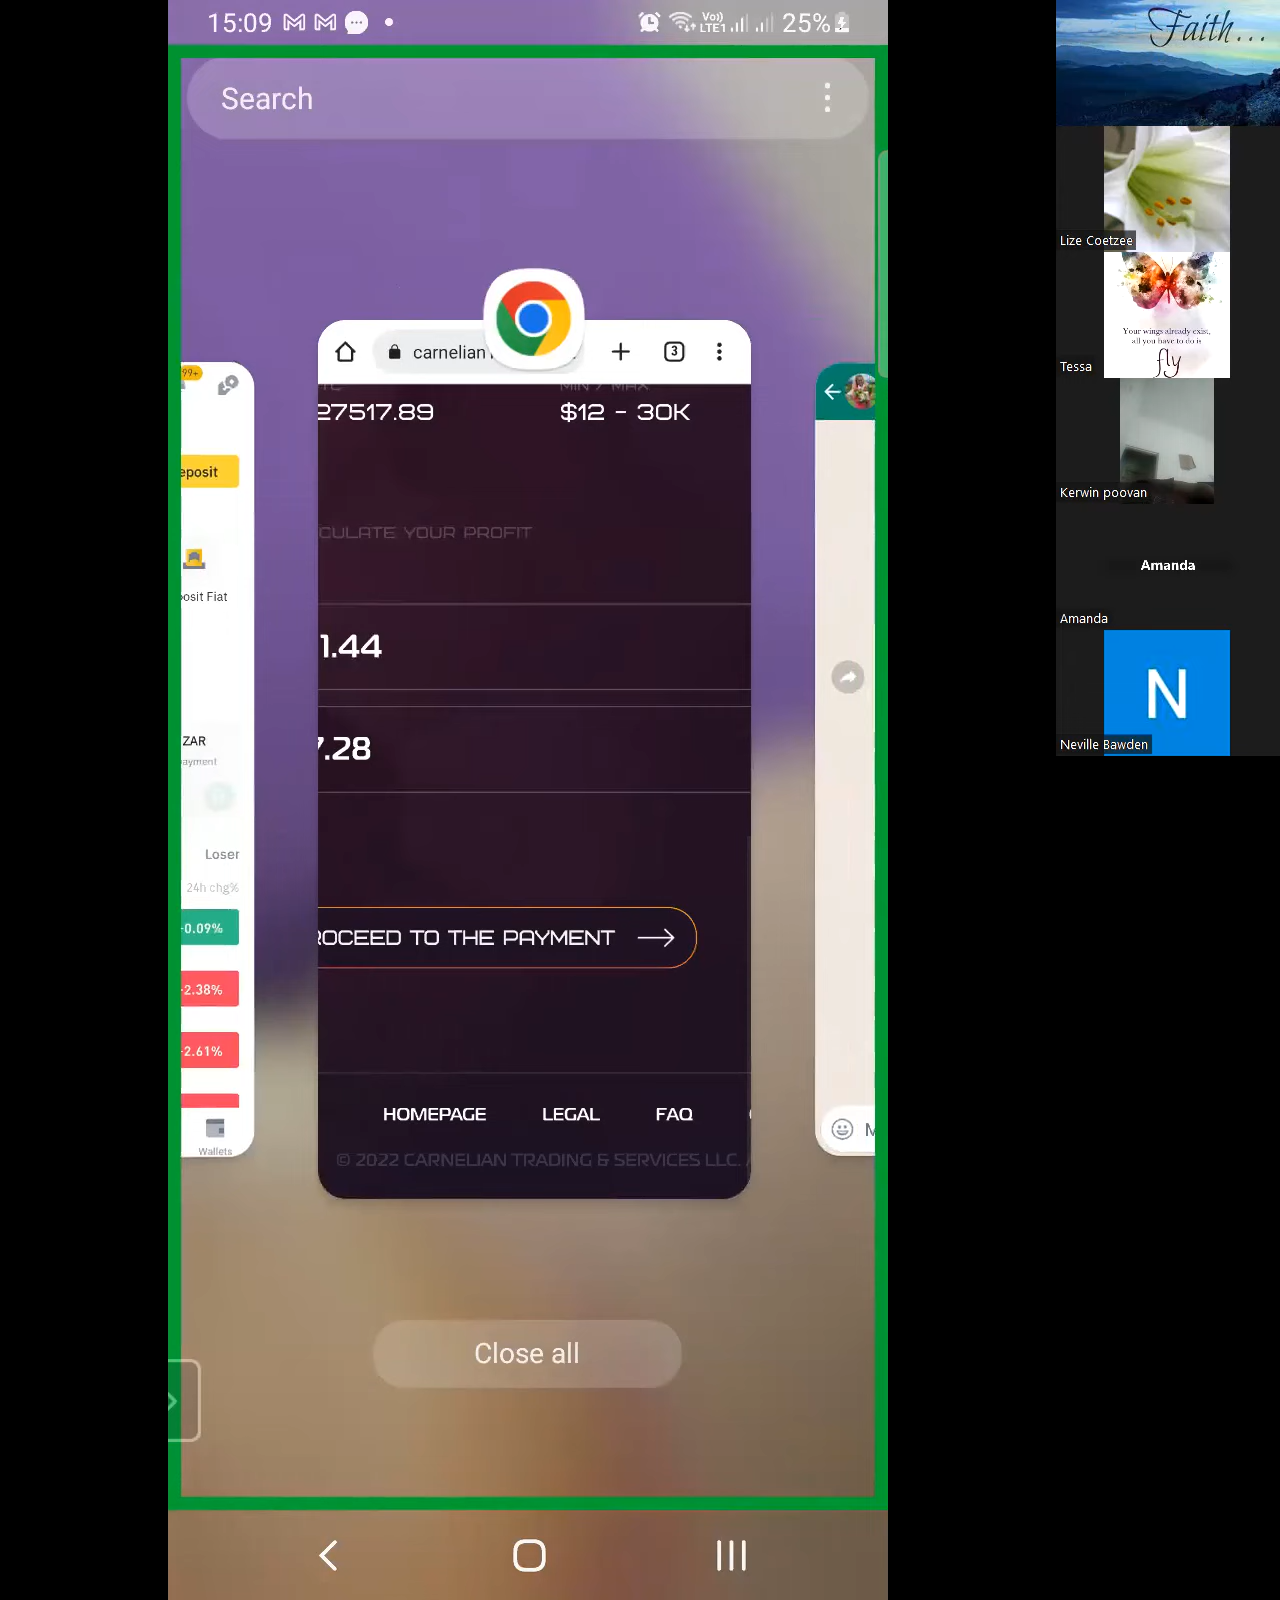 15:09
Vo)) LTE1
25%
Search
99+
eposit
osit Fiat
ZAR
ayment
Loser
24h chg%
-0.09%
-2.38%
-2.61%
Wallets
carnelian
3
MIN / MAX
27517.89
$12 - 30K
CULATE YOUR PROFIT
1.44
7.28
ROCEED TO THE PAYMENT
HOMEPAGE
LEGAL
FAQ
© 2022 CARNELIAN TRADING & SERVICES LLC.
M
Close all
Faith...
Lize Coetzee
Your wings already exist,
all you have to do is
fly
Tessa
Kerwin poovan
Amanda
Amanda
N
Neville Bawden